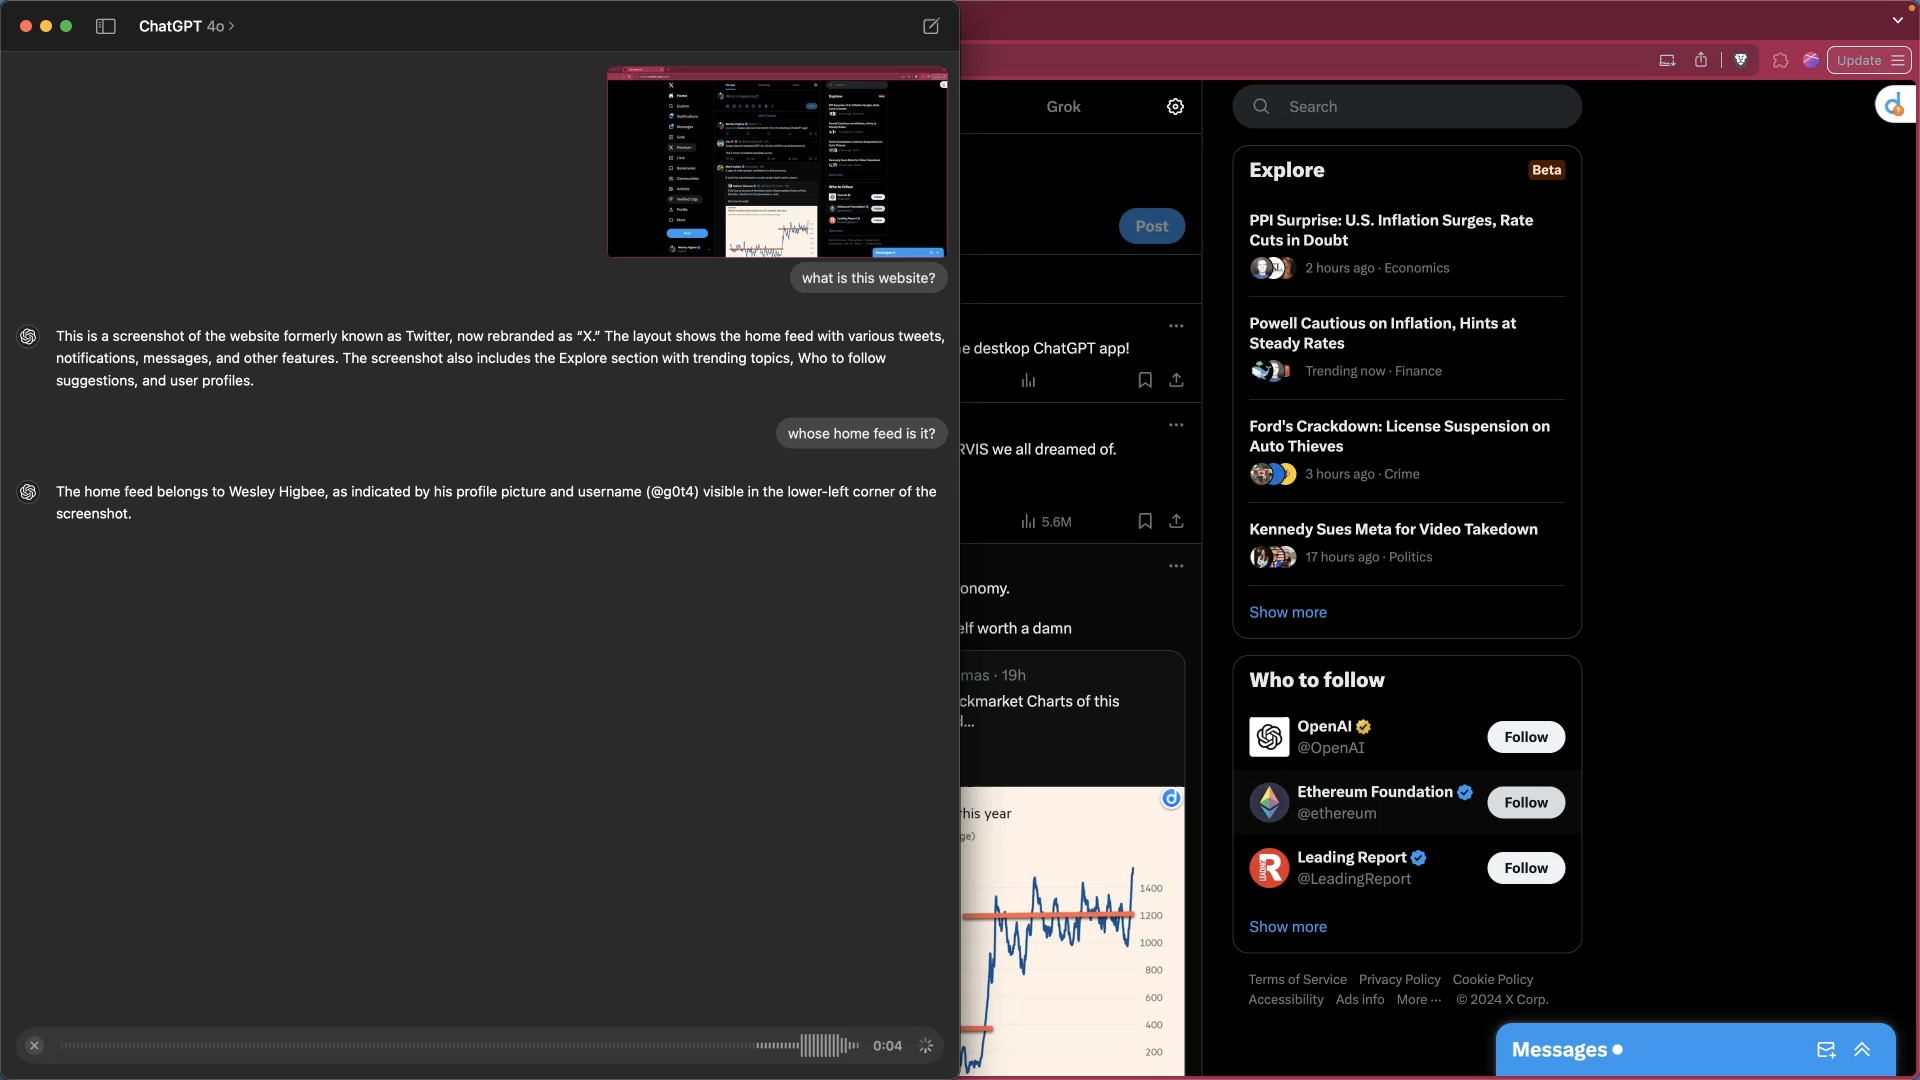 ChatGPT 4o >
what is this website?
This is a screenshot of the website formerly known as Twitter, now rebranded as “X.” The layout shows the home feed with various tweets,
notifications, messages, and other features. The screenshot also includes the Explore section with trending topics, Who to follow
suggestions, and user profiles.
whose home feed is it?
The home feed belongs to Wesley Higbee, as indicated by his profile picture and username (@g0t4) visible in the lower-left corner of the
screenshot.
0:04
Update
Grok
Post
e destkop ChatGPT app!
RVIS we all dreamed of.
5.6M
onomy.
elf worth a damn
mas · 19h
ckmarket Charts of this
d...
this year
ge)
1400
1200
1000
800
600
400
200
Search
Explore
Beta
PPI Surprise: U.S. Inflation Surges, Rate
Cuts in Doubt
2 hours ago · Economics
Powell Cautious on Inflation, Hints at
Steady Rates
Trending now · Finance
Ford's Crackdown: License Suspension on
Auto Thieves
3 hours ago · Crime
Kennedy Sues Meta for Video Takedown
17 hours ago · Politics
Show more
Who to follow
OpenAI
@OpenAI
Follow
Ethereum Foundation
@ethereum
Follow
Leading Report
@LeadingReport
Follow
Show more
Terms of Service Privacy Policy Cookie Policy
Accessibility Ads info More ··· © 2024 X Corp.
Messages